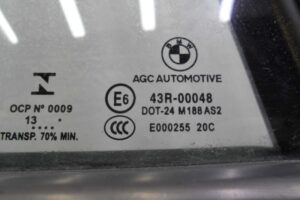 BMW
AGC AUTOMOTIVE
E6 43R-00048
DOT-24 M188 AS2
CCC E000255 20C
N
OCP Nº 0009
13 ....
TRANSP. 70% MIN.